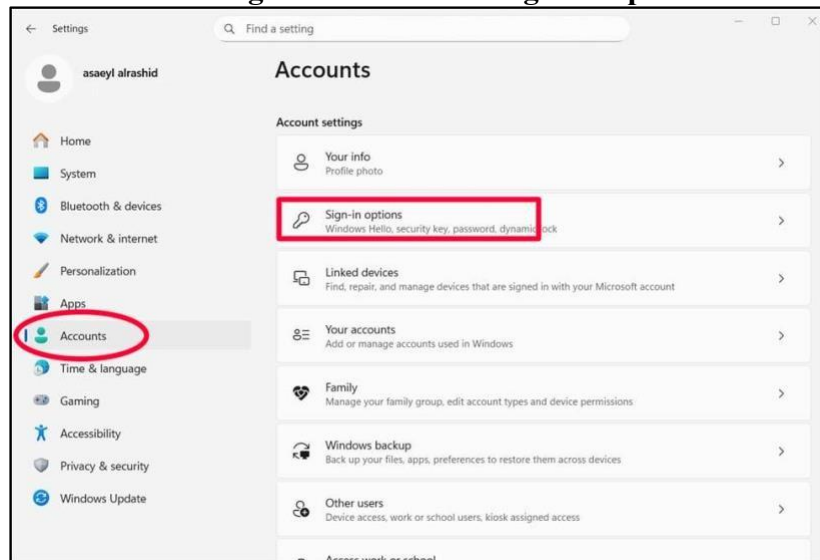 Settings
Find a setting
asaeyl alrashid
Home
System
Bluetooth & devices
Network & internet
Personalization
Apps
Accounts
Time & language
Gaming
Accessibility
Privacy & security
Windows Update
Accounts
Account settings
Your info
Profile photo
Sign-in options
Windows Hello, security key, password, dynamic lock
Linked devices
Find, repair, and manage devices that are signed in with your Microsoft account
Your accounts
Add or manage accounts used in Windows
Family
Manage your family group, edit account types and device permissions
Windows backup
Back up your files, apps, preferences to restore them across devices
Other users
Device access, work or school users, kiosk assigned access
Access work or school